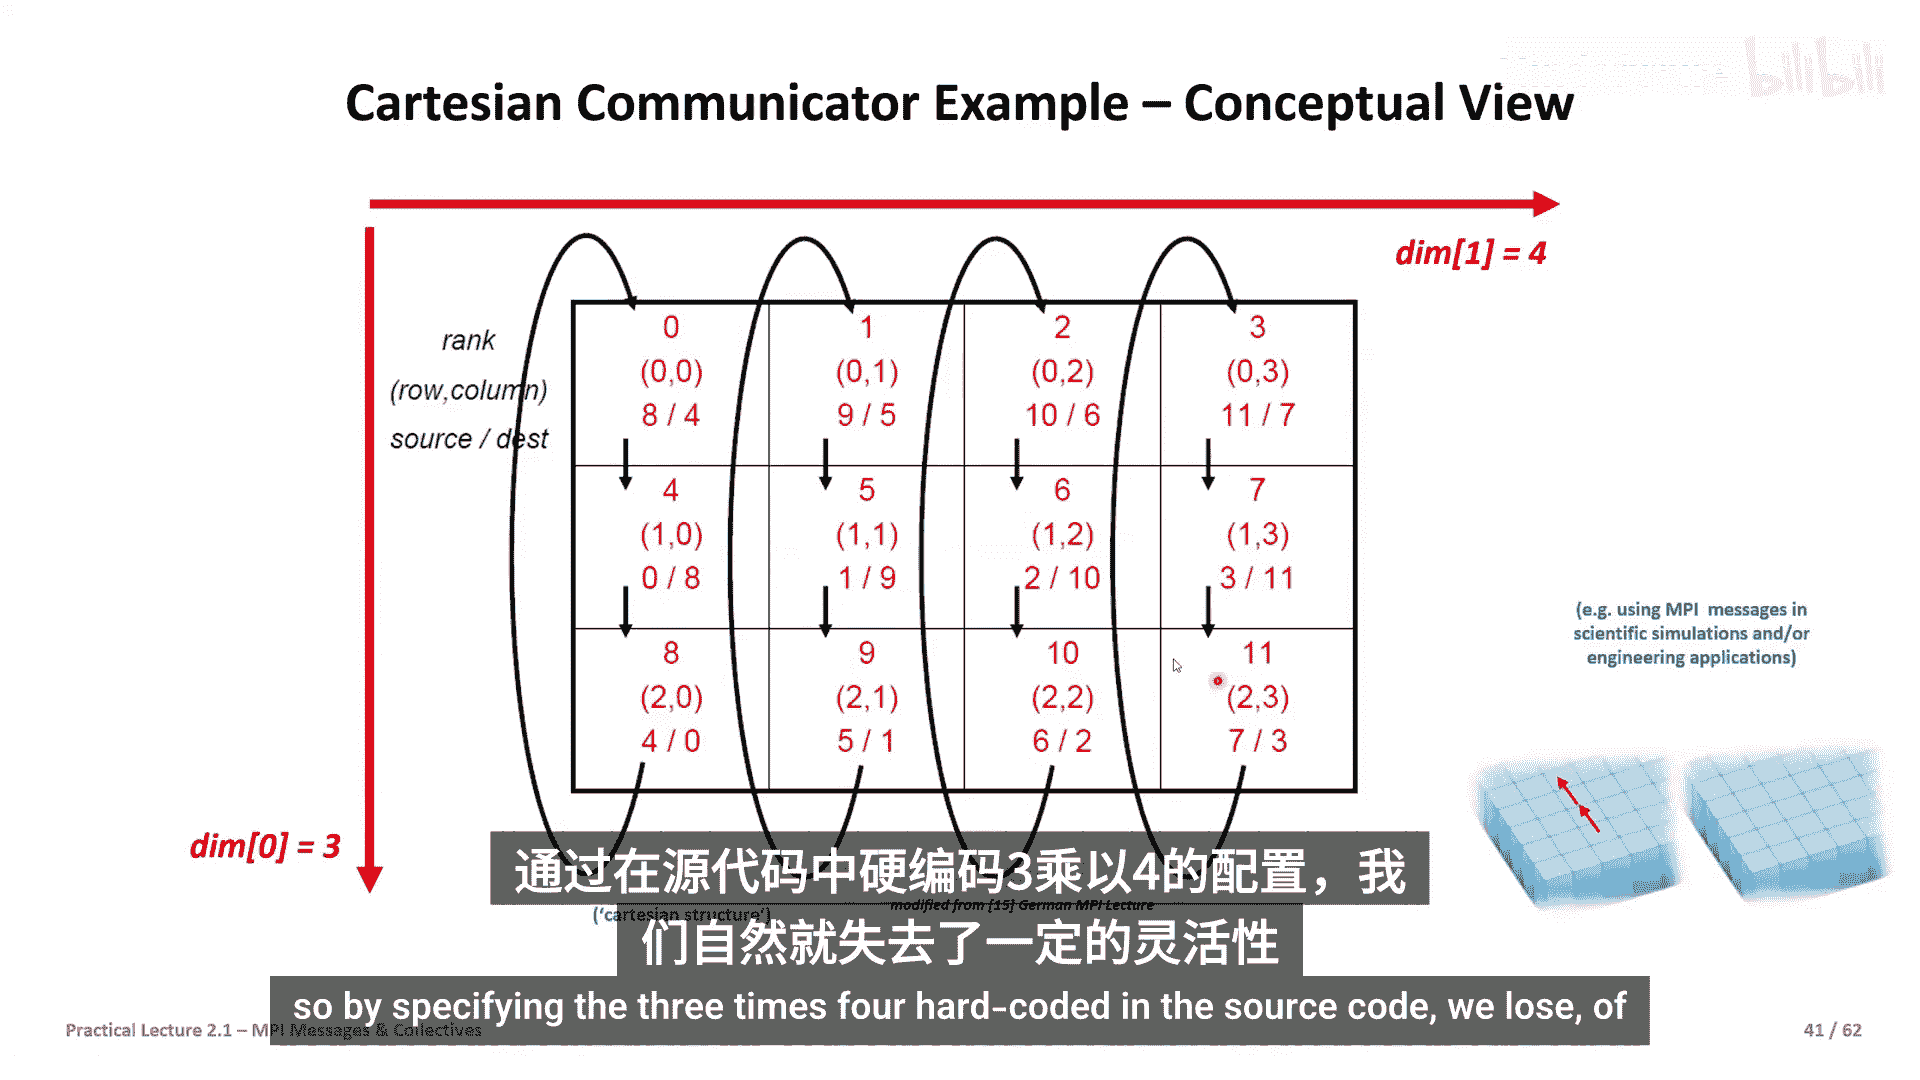 bilibili
Cartesian Communicator Example – Conceptual View
dim[1] = 4
rank
(row,column)
source / dest
0
(0,0)
8 / 4
1
(0,1)
9 / 5
2
(0,2)
10 / 6
3
(0,3)
11 / 7
4
(1,0)
0 / 8
5
(1,1)
1 / 9
6
(1,2)
2 / 10
7
(1,3)
3 / 11
8
(2,0)
4 / 0
9
(2,1)
5 / 1
10
(2,2)
6 / 2
11
(2,3)
7 / 3
(e.g. using MPI messages in
scientific simulations and/or
engineering applications)
dim[0] = 3
通过在源代码中硬编码3乘以4的配置，我
modified from [15] German MPI Lecture
('cartesian structure')
们自然就失去了一定的灵活性
so by specifying the three times four hard-coded in the source code, we lose, of
Practical Lecture 2.1 – MPI Messages & Collectives
41 / 62